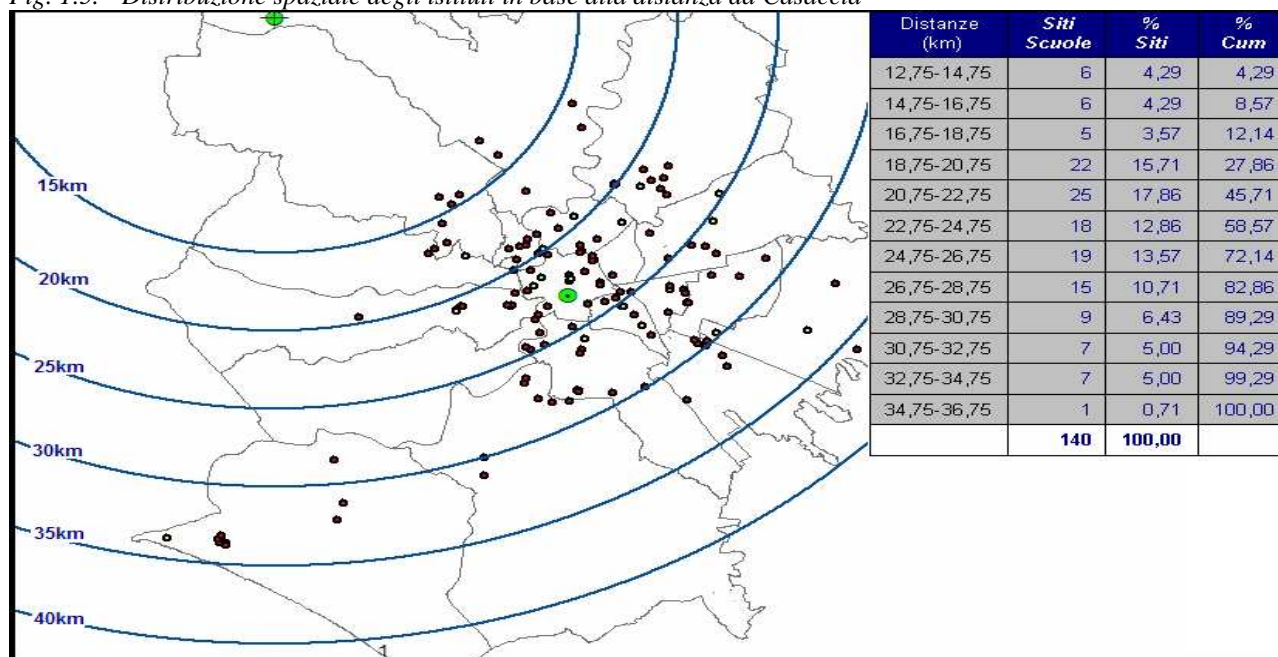 Fig. 1.3. Distribuzione spaziale degli istituti in base alla distanza da Casaccia
15km
20km
25km
30km
35km
40km
1
Distanze (km) Siti Scuole % Siti % Cum
12,75-14,75 6 4,29 4,29
14,75-16,75 6 4,29 8,57
16,75-18,75 5 3,57 12,14
18,75-20,75 22 15,71 27,86
20,75-22,75 25 17,86 45,71
22,75-24,75 18 12,86 58,57
24,75-26,75 19 13,57 72,14
26,75-28,75 15 10,71 82,86
28,75-30,75 9 6,43 89,29
30,75-32,75 7 5,00 94,29
32,75-34,75 7 5,00 99,29
34,75-36,75 1 0,71 100,00
140 100,00